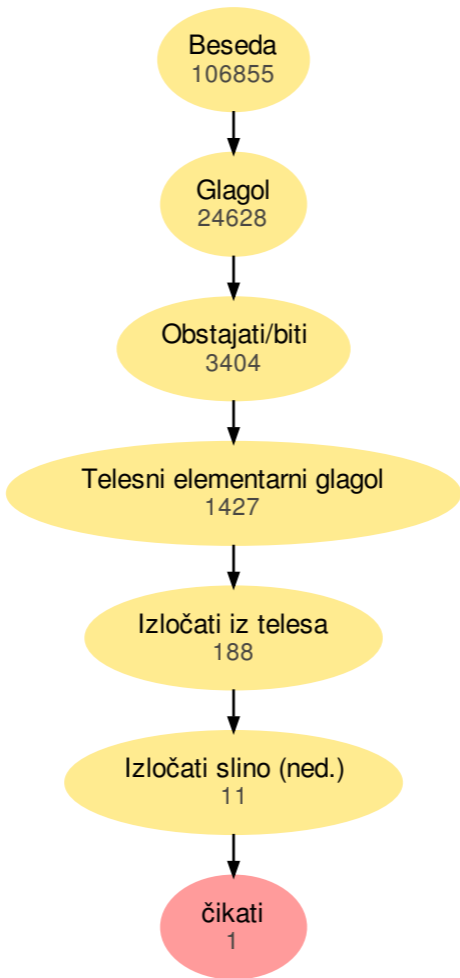 Beseda
106855
Glagol
24628
Obstajati/biti
3404
Telesni elementarni glagol
1427
Izločati iz telesa
188
Izločati slino (ned.)
11
čikati
1